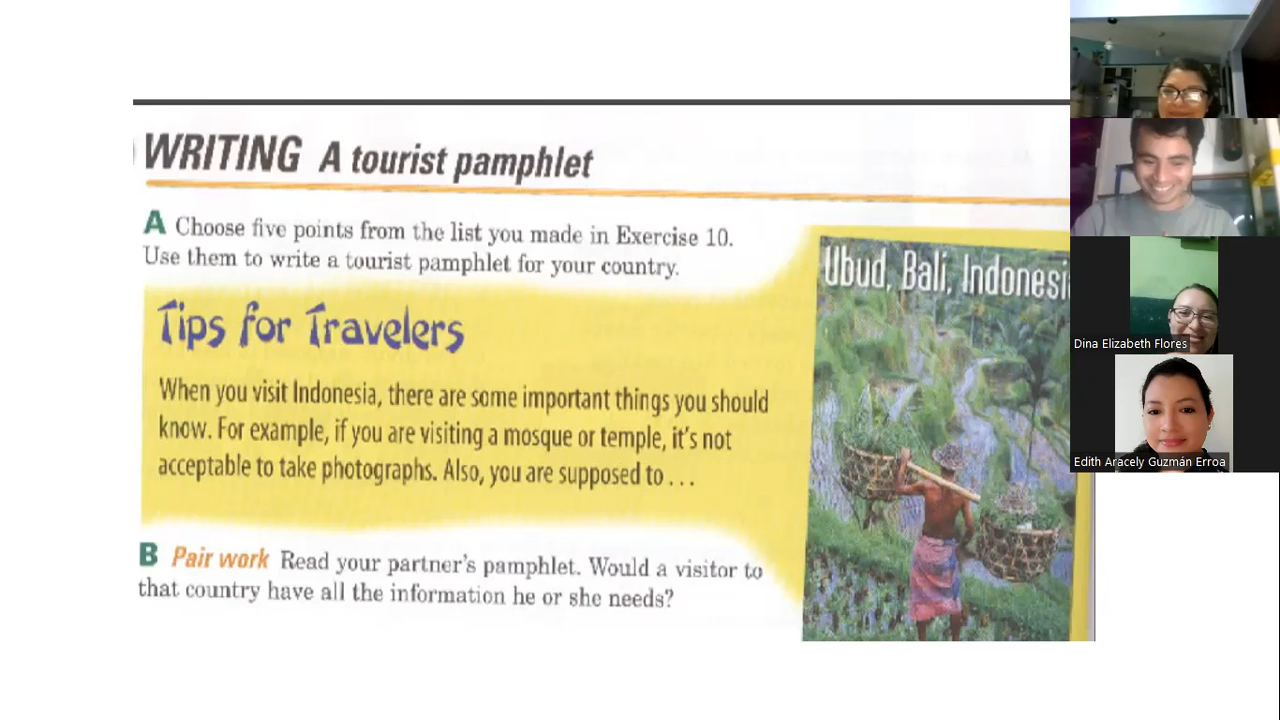 WRITING A tourist pamphlet
A Choose five points from the list you made in Exercise 10.
Use them to write a tourist pamphlet for your country.
Tips for Travelers
When you visit Indonesia, there are some important things you should
know. For example, if you are visiting a mosque or temple, it's not
acceptable to take photographs. Also, you are supposed to . . .
B Pair work Read your partner's pamphlet. Would a visitor to
that country have all the information he or she needs?
Ubud, Bali, Indonesi
Dina Elizabeth Flores
Edith Aracely Guzmán Erroa